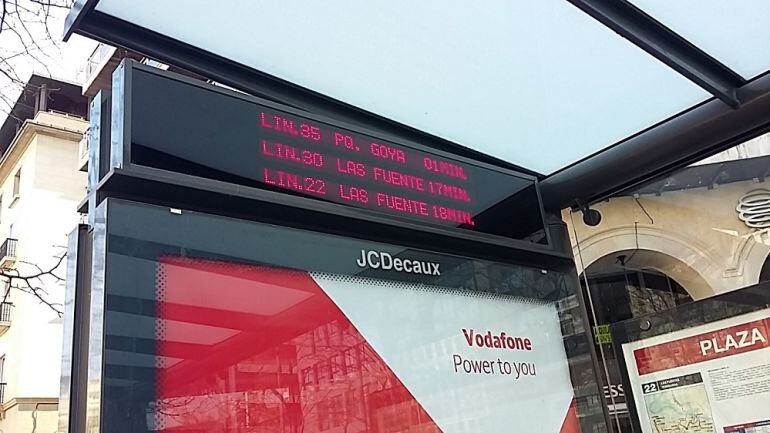 LIN.35 PQ. GOYA 01MIN.
LIN.30 LAS FUENTE 17MIN.
LIN.22 LAS FUENTE 18MIN.
JCDecaux
Vodafone
Power to you
PLAZA
22
ESS